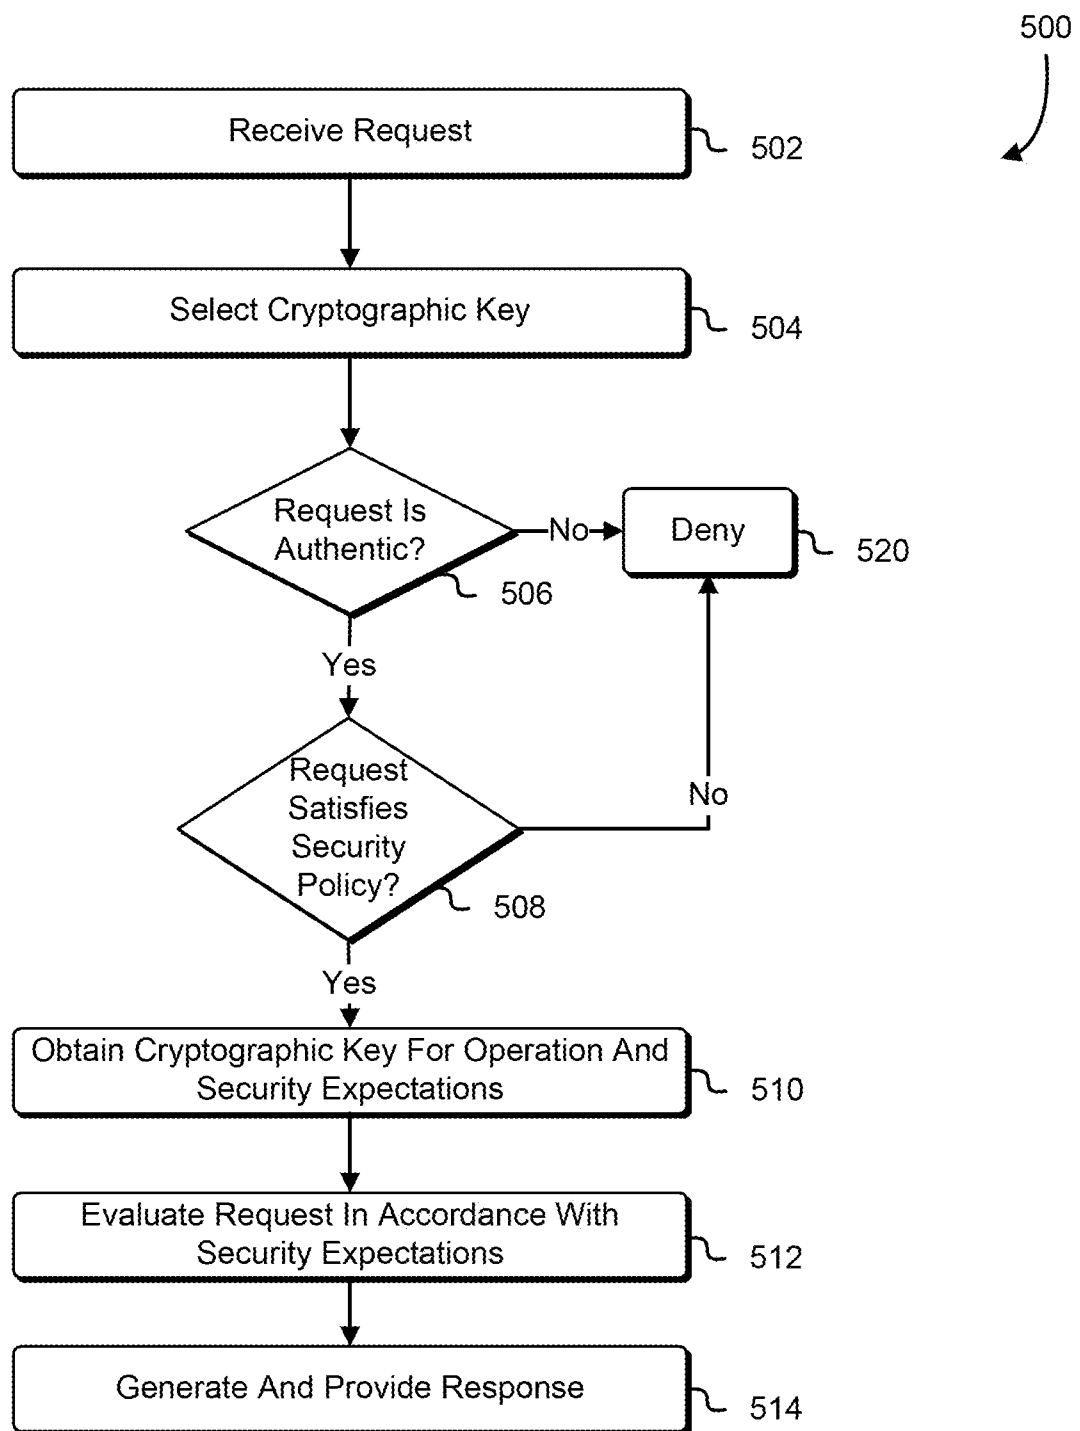 500
Receive Request
502
Select Cryptographic Key
504
Request Is
Authentic?
No
Deny
520
506
Yes
Request
Satisfies
Security
Policy?
No
508
Yes
Obtain Cryptographic Key For Operation And
Security Expectations
510
Evaluate Request In Accordance With
Security Expectations
512
Generate And Provide Response
514